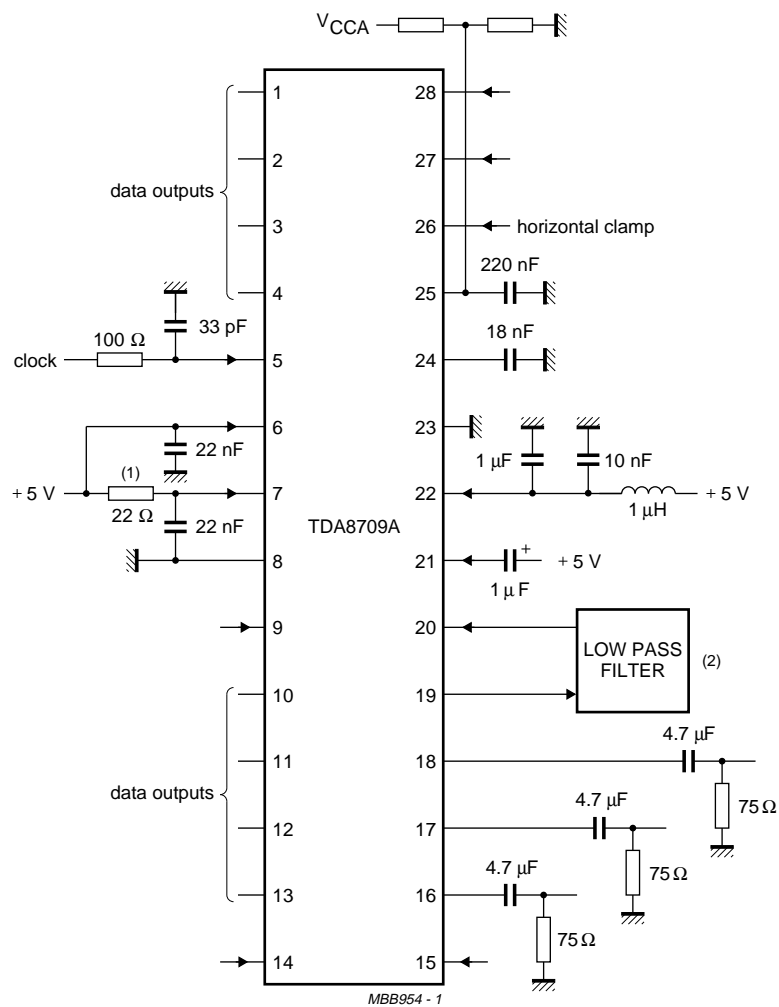 VCCA
1
28
2
27
data outputs
3
26
horizontal clamp
220 nF
4
25
33 pF
18 nF
100 Ω
clock
5
24
6
23
22 nF
1 µF
10 nF
(1)
+ 5 V
7
22
+ 5 V
22 Ω
22 nF
1 µH
TDA8709A
8
21
+
+ 5 V
1 µF
9
20
LOW PASS
FILTER
(2)
10
19
4.7 µF
11
18
data outputs
75 Ω
4.7 µF
12
17
75 Ω
4.7 µF
13
16
75 Ω
14
15
MBB954 - 1